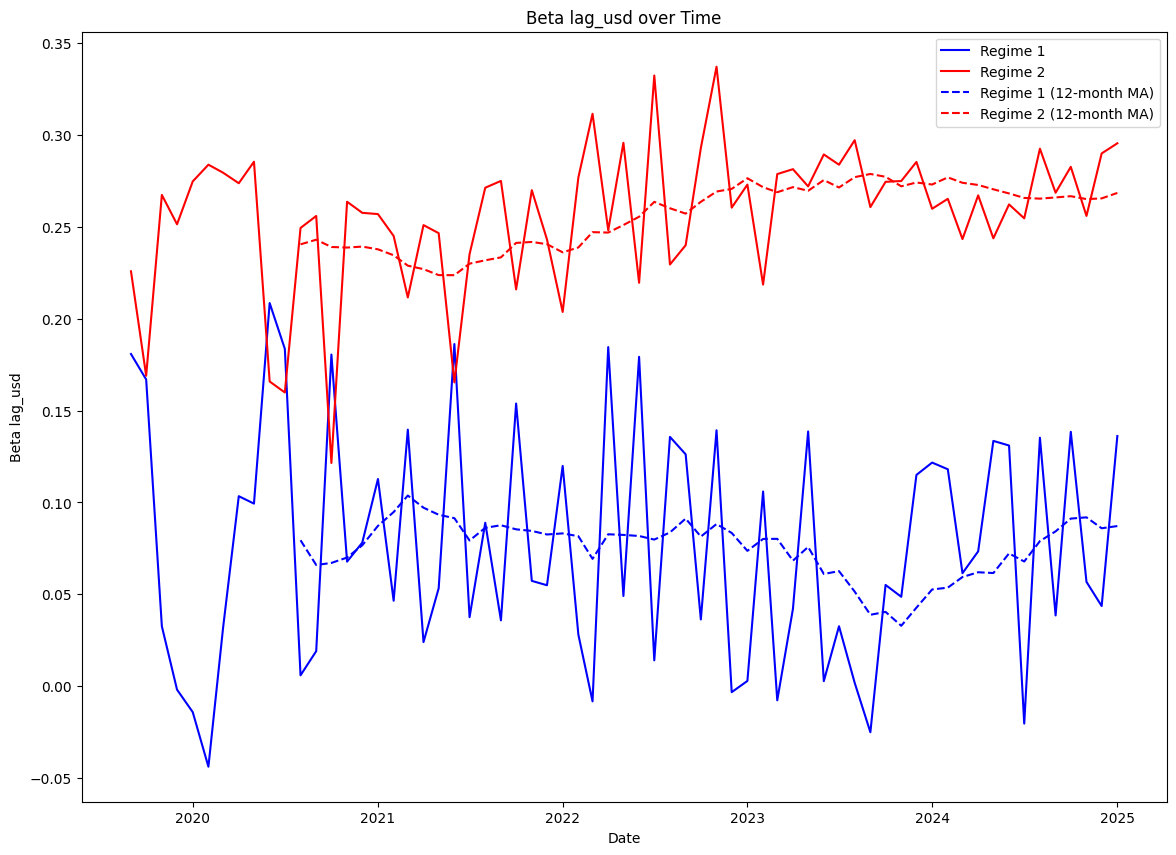 Beta lag_usd over Time
Regime 1
Regime 2
Regime 1 (12-month MA)
Regime 2 (12-month MA)
Beta lag_usd
0.35
0.30
0.25
0.20
0.15
0.10
0.05
0.00
−0.05
2020
2021
2022
2023
2024
2025
Date